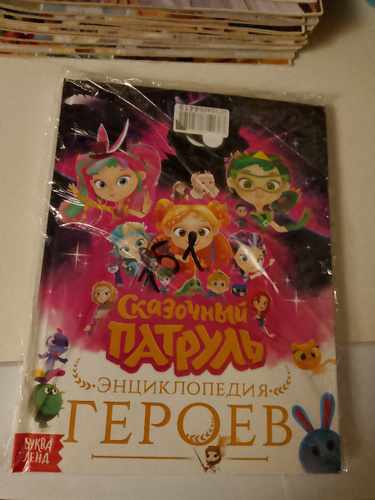 Сказочный
ПАТРУЛЬ
ЭНЦИКЛОПЕДИЯ
ГЕРОЕВ
БУКВА
ЛЕНД